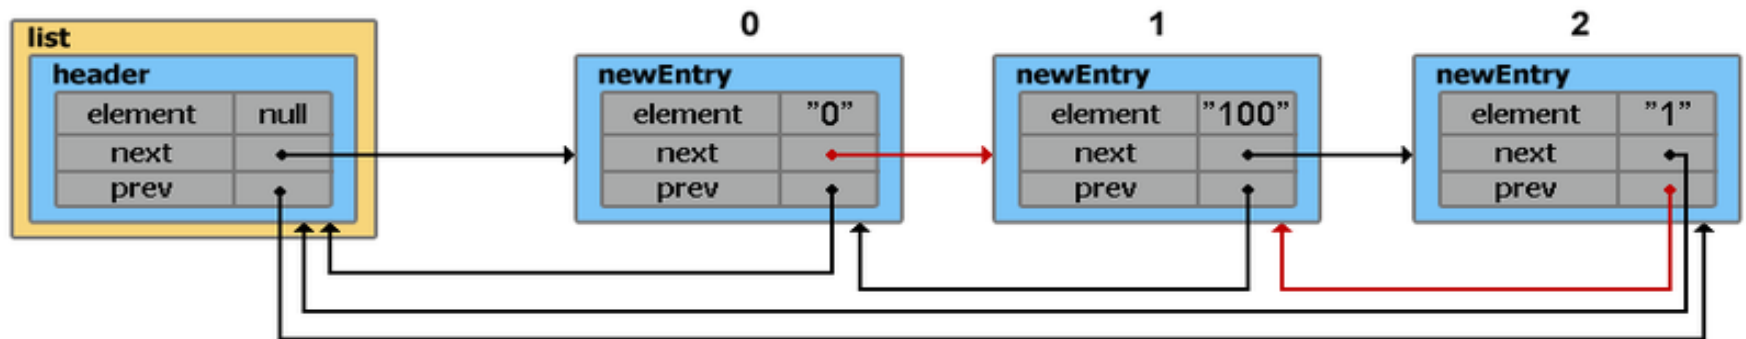 0 1 2
list
header
element null
next
prev
newEntry
element ”0”
next
prev
newEntry
element ”100”
next
prev
newEntry
element ”1”
next
prev